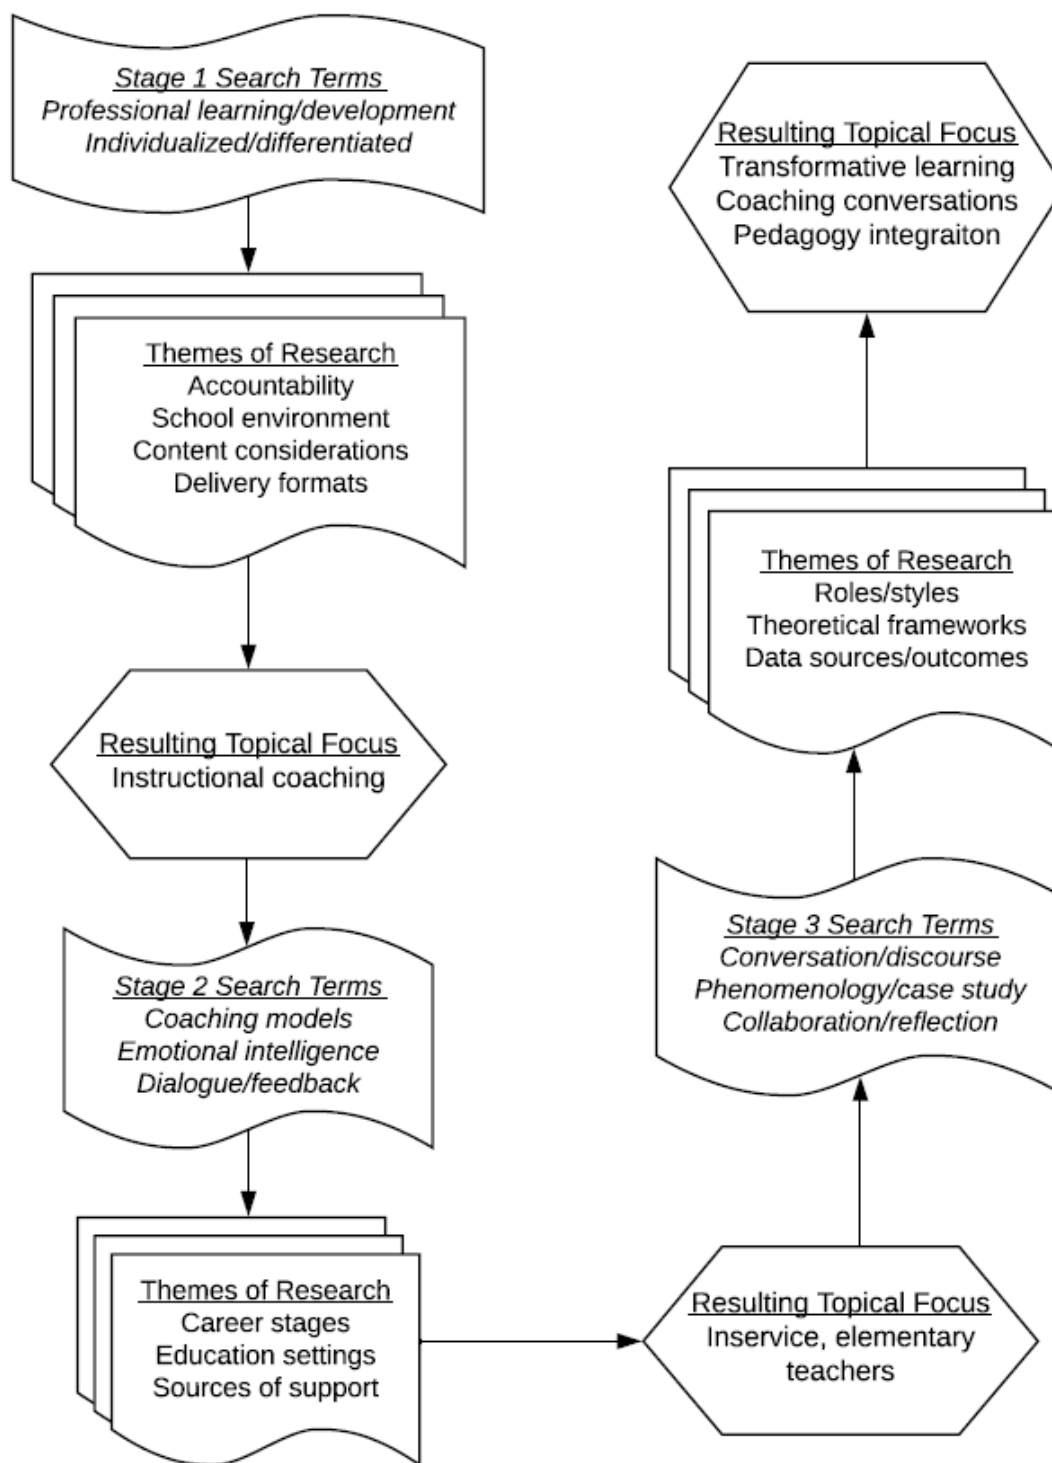 Stage 1 Search Terms
Professional learning/development
Individualized/differentiated
Themes of Research
Accountability
School environment
Content considerations
Delivery formats
Resulting Topical Focus
Instructional coaching
Stage 2 Search Terms
Coaching models
Emotional intelligence
Dialogue/feedback
Themes of Research
Career stages
Education settings
Sources of support
Resulting Topical Focus
Inservice, elementary
teachers
Stage 3 Search Terms
Conversation/discourse
Phenomenology/case study
Collaboration/reflection
Themes of Research
Roles/styles
Theoretical frameworks
Data sources/outcomes
Resulting Topical Focus
Transformative learning
Coaching conversations
Pedagogy integraiton